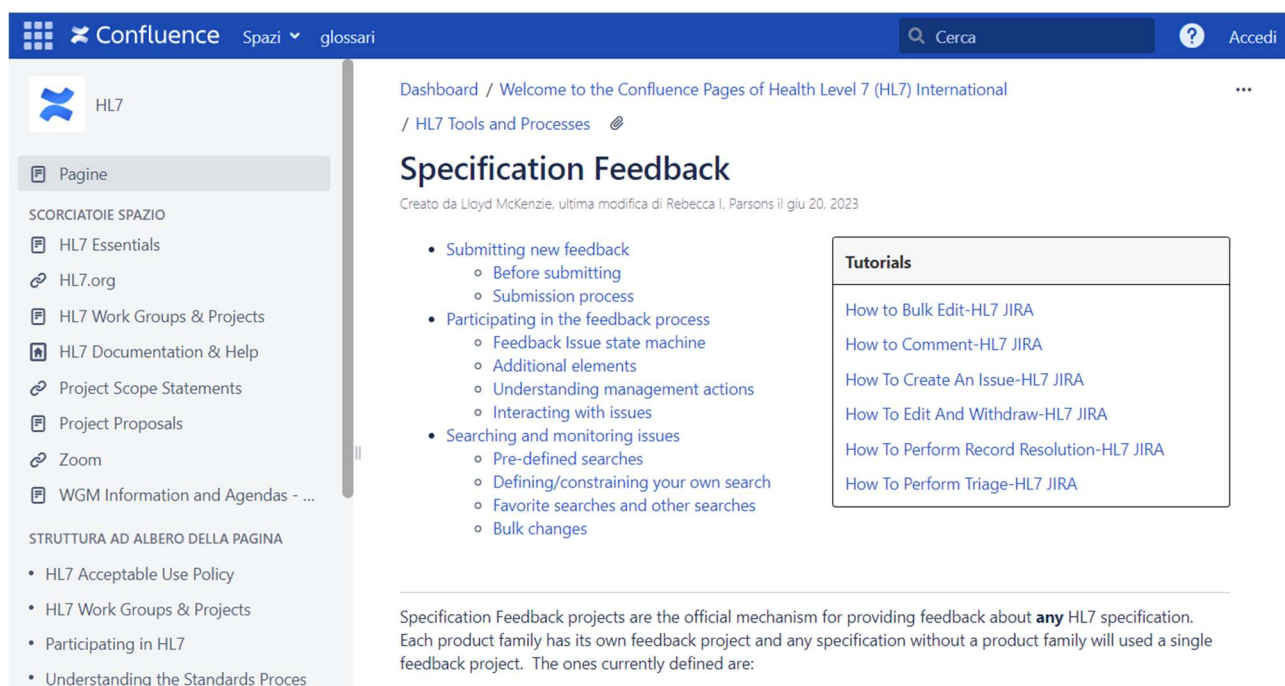 Confluence Spazi glossari Cerca ? Accedi
HL7
Pagine
SCORCIATOIE SPAZIO
HL7 Essentials
HL7.org
HL7 Work Groups & Projects
HL7 Documentation & Help
Project Scope Statements
Project Proposals
Zoom
WGM Information and Agendas - ...
STRUTTURA AD ALBERO DELLA PAGINA
• HL7 Acceptable Use Policy
• HL7 Work Groups & Projects
• Participating in HL7
• Understanding the Standards Proces
Dashboard / Welcome to the Confluence Pages of Health Level 7 (HL7) International
/ HL7 Tools and Processes
Specification Feedback
Creato da Lloyd McKenzie, ultima modifica di Rebecca I. Parsons il giu 20, 2023
• Submitting new feedback
◦ Before submitting
◦ Submission process
• Participating in the feedback process
◦ Feedback Issue state machine
◦ Additional elements
◦ Understanding management actions
◦ Interacting with issues
• Searching and monitoring issues
◦ Pre-defined searches
◦ Defining/constraining your own search
◦ Favorite searches and other searches
◦ Bulk changes
Tutorials
How to Bulk Edit-HL7 JIRA
How to Comment-HL7 JIRA
How To Create An Issue-HL7 JIRA
How To Edit And Withdraw-HL7 JIRA
How To Perform Record Resolution-HL7 JIRA
How To Perform Triage-HL7 JIRA
Specification Feedback projects are the official mechanism for providing feedback about any HL7 specification.
Each product family has its own feedback project and any specification without a product family will used a single
feedback project. The ones currently defined are: